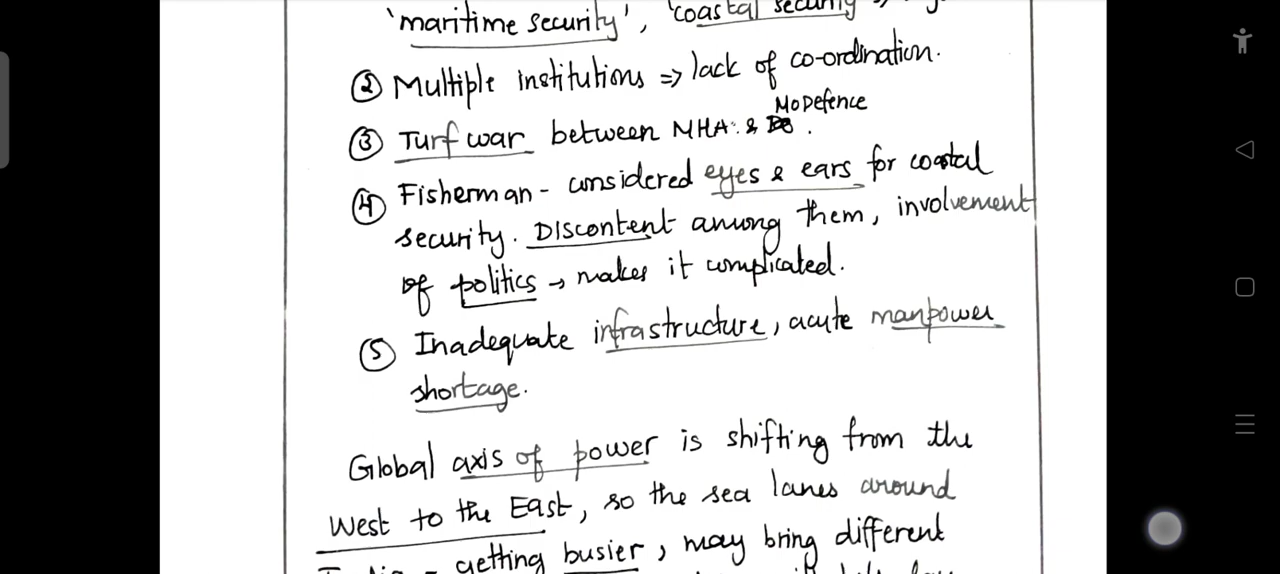 'maritime security', 'coastal security
② Multiple institutions => lack of co-ordination.
MoDefence
③ Turf war between MHA & .
④ Fisherman - considered eyes & ears for coastal
security. Discontent among them, involvement
of politics → makes it complicated.
⑤ Inadequate infrastructure, acute manpower
shortage.
Global axis of power is shifting from the
West to the East, so the sea lanes around
India - getting busier, may bring different